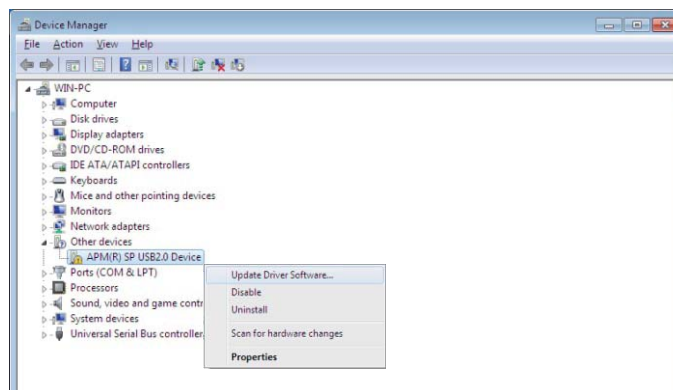 Device Manager
File Action View Help
WIN-PC
Computer
Disk drives
Display adapters
DVD/CD-ROM drives
IDE ATA/ATAPI controllers
Keyboards
Mice and other pointing devices
Monitors
Network adapters
Other devices
APM(R) SP USB2.0 Device
Ports (COM & LPT)
Processors
Sound, video and game contr
System devices
Universal Serial Bus controller
Update Driver Software...
Disable
Uninstall
Scan for hardware changes
Properties